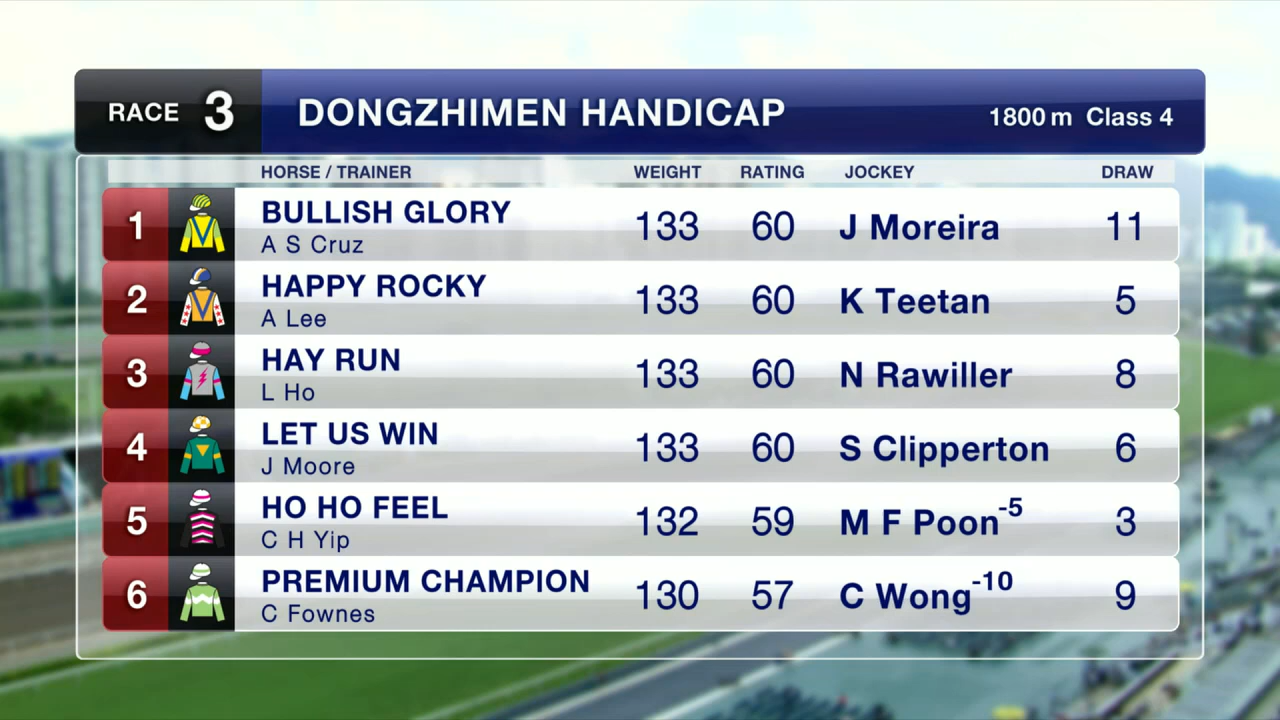 RACE 3 DONGZHIMEN HANDICAP 1800 m Class 4
HORSE / TRAINER WEIGHT RATING JOCKEY DRAW
1 BULLISH GLORY 133 60 J Moreira 11
A S Cruz
2 HAPPY ROCKY 133 60 K Teetan 5
A Lee
3 HAY RUN 133 60 N Rawiller 8
L Ho
4 LET US WIN 133 60 S Clipperton 6
J Moore
5 HO HO FEEL 132 59 M F Poon-5 3
C H Yip
6 PREMIUM CHAMPION 130 57 C Wong-10 9
C Fownes